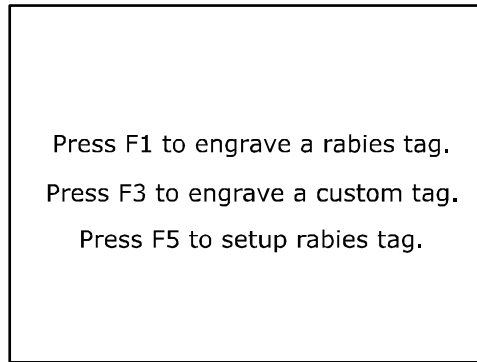 Press F1 to engrave a rabies tag.
Press F3 to engrave a custom tag.
Press F5 to setup rabies tag.